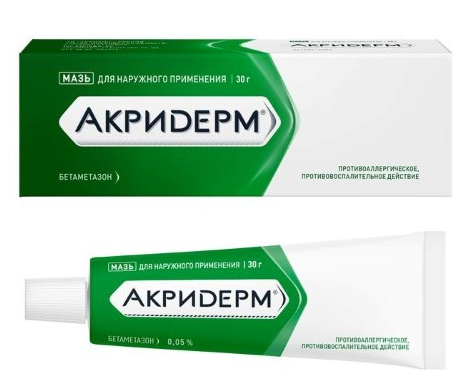 АКРИДЕРМ®
МАЗЬ ДЛЯ НАРУЖНОГО ПРИМЕНЕНИЯ | 30 г
АКРИДЕРМ®
БЕТАМЕТАЗОН
ПРОТИВОАЛЛЕРГИЧЕСКОЕ,
ПРОТИВОВОСПАЛИТЕЛЬНОЕ ДЕЙСТВИЕ
МАЗЬ ДЛЯ НАРУЖНОГО ПРИМЕНЕНИЯ | 30 г
АКРИДЕРМ®
БЕТАМЕТАЗОН 0,05 %
ПРОТИВОАЛЛЕРГИЧЕСКОЕ,
ПРОТИВОВОСПАЛИТЕЛЬНОЕ ДЕЙСТВИЕ